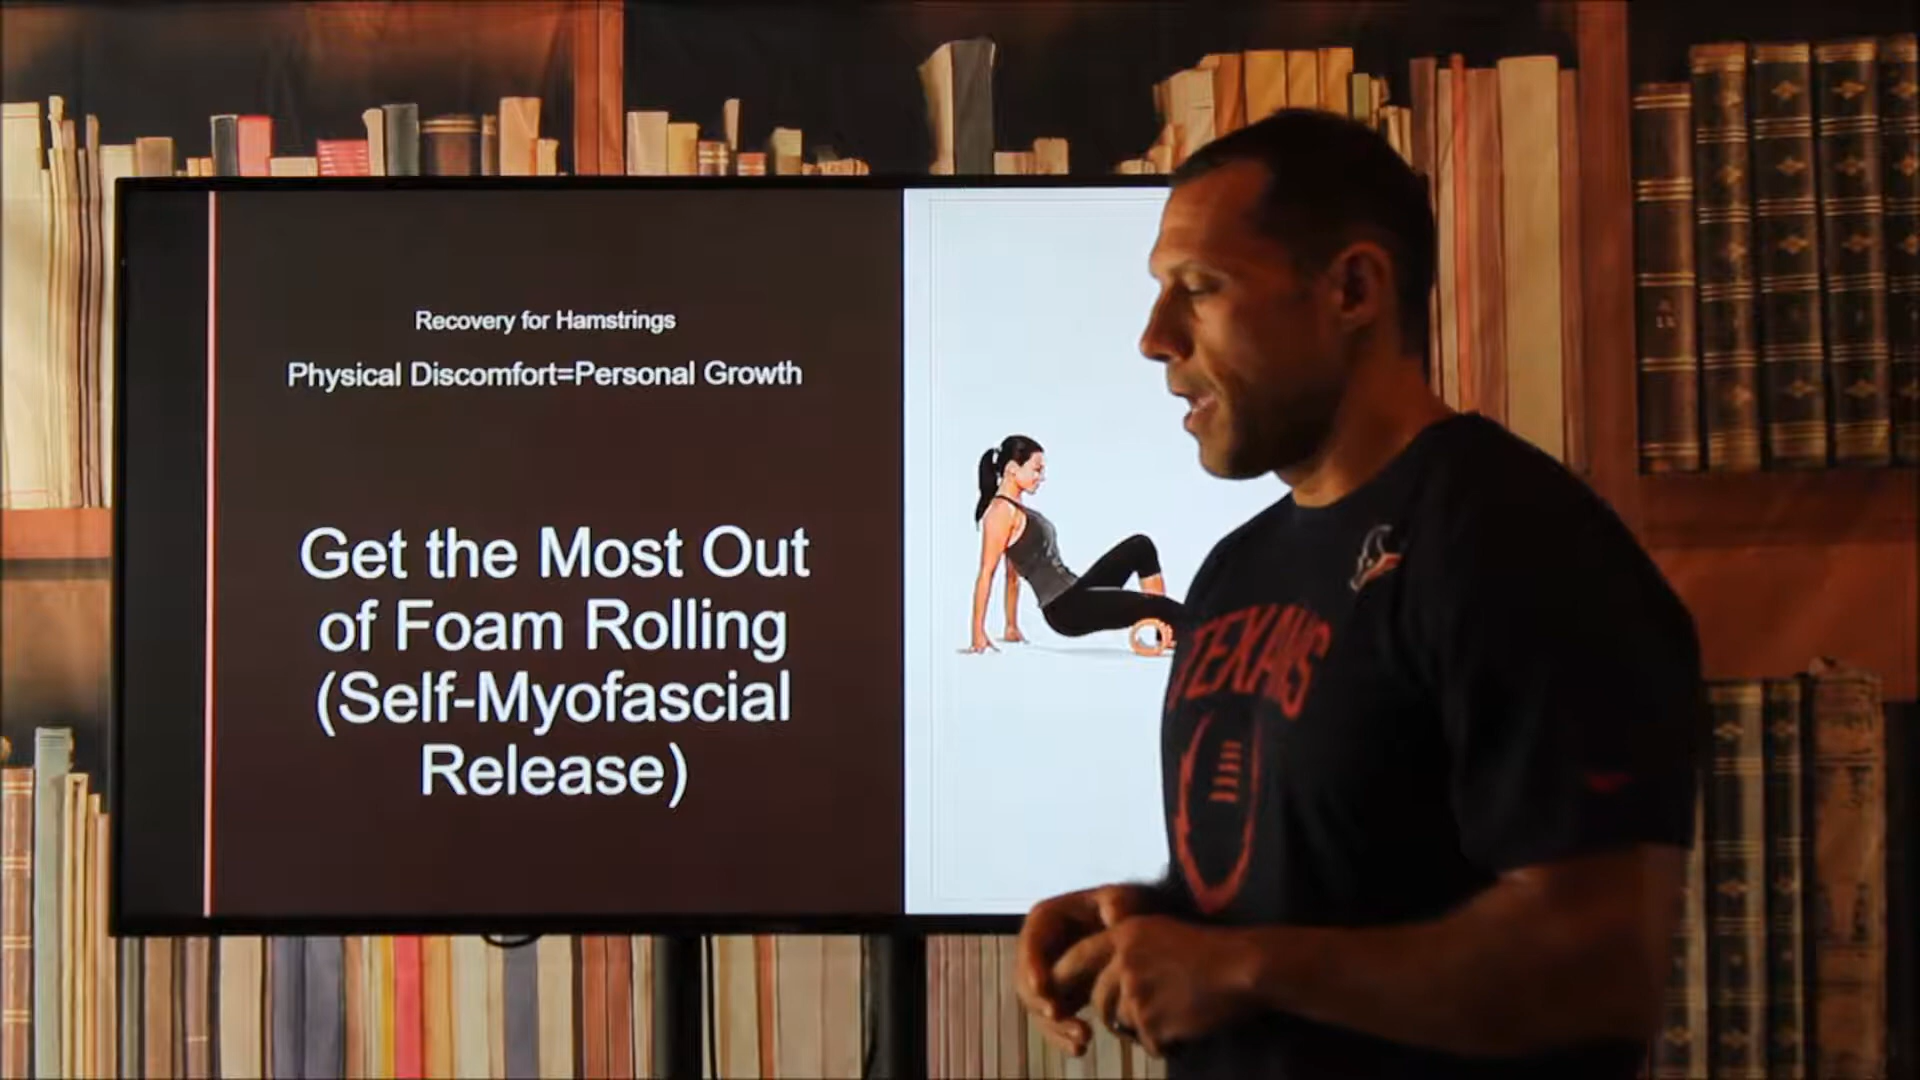 Recovery for Hamstrings
Physical Discomfort=Personal Growth
Get the Most Out
of Foam Rolling
(Self-Myofascial
Release)
TEXANS